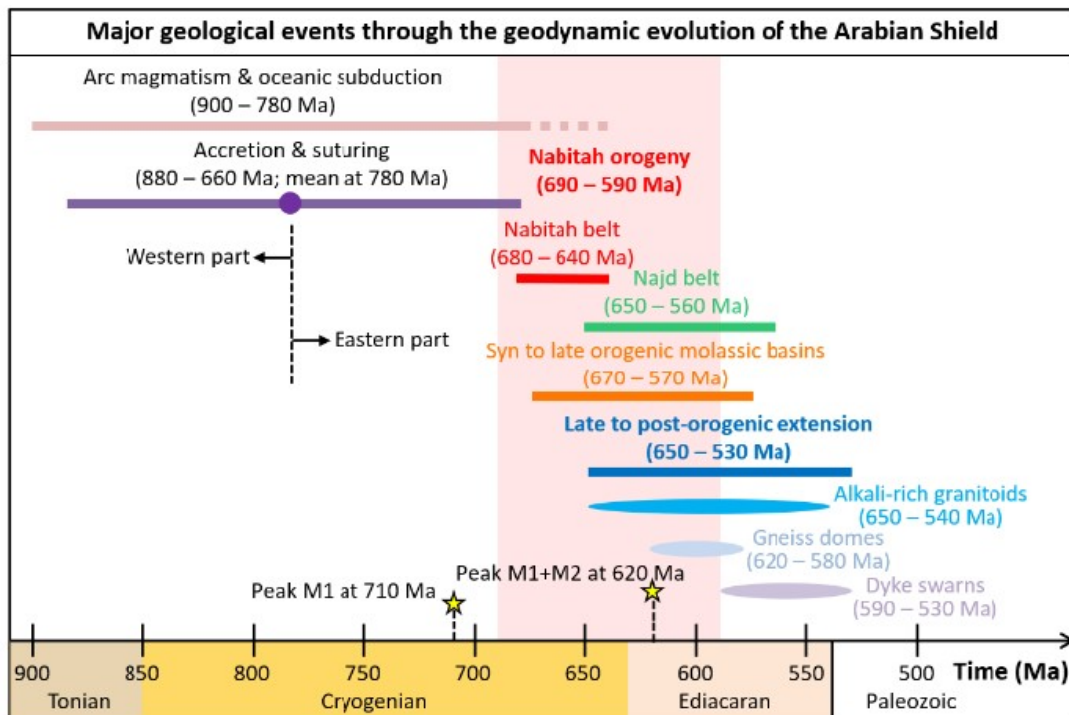 Major geological events through the geodynamic evolution of the Arabian Shield
Arc magmatism & oceanic subduction
(900 – 780 Ma)
Accretion & suturing
(880 – 660 Ma; mean at 780 Ma)
Nabitah orogeny
(690 – 590 Ma)
Western part
Eastern part
Nabitah belt
(680 – 640 Ma)
Najd belt
(650 – 560 Ma)
Syn to late orogenic molassic basins
(670 – 570 Ma)
Late to post-orogenic extension
(650 – 530 Ma)
Alkali-rich granitoids
(650 – 540 Ma)
Gneiss domes
(620 – 580 Ma)
Dyke swarns
(590 – 530 Ma)
Peak M1 at 710 Ma
Peak M1+M2 at 620 Ma
900 850 800 750 700 650 600 550 500 Time (Ma)
Tonian Cryogenian Ediacaran Paleozoic